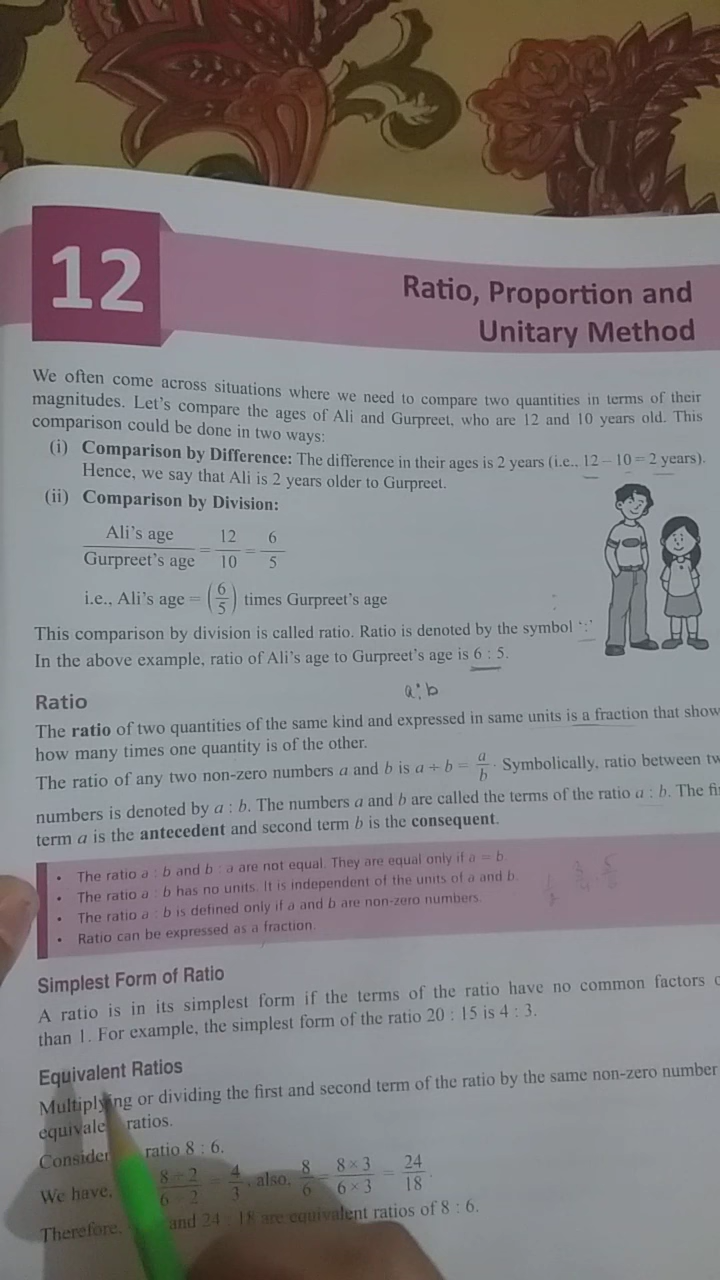 12
Ratio, Proportion and
Unitary Method
We often come across situations where we need to compare two quantities in terms of their
magnitudes. Let's compare the ages of Ali and Gurpreet, who are 12 and 10 years old. This
comparison could be done in two ways:
(i) Comparison by Difference: The difference in their ages is 2 years (i.e., 12 – 10 = 2 years).
Hence, we say that Ali is 2 years older to Gurpreet.
(ii) Comparison by Division:
Ali's age / Gurpreet's age = 12/10 = 6/5
i.e., Ali's age = (6/5) times Gurpreet's age
This comparison by division is called ratio. Ratio is denoted by the symbol ':'
In the above example, ratio of Ali's age to Gurpreet's age is 6 : 5.
a:b
Ratio
The ratio of two quantities of the same kind and expressed in same units is a fraction that show
how many times one quantity is of the other.
The ratio of any two non-zero numbers a and b is a ÷ b = a/b. Symbolically, ratio between tw
numbers is denoted by a : b. The numbers a and b are called the terms of the ratio a : b. The fi
term a is the antecedent and second term b is the consequent.
• The ratio a : b and b : a are not equal. They are equal only if a = b.
• The ratio a : b has no units. It is independent of the units of a and b.
• The ratio a : b is defined only if a and b are non-zero numbers.
• Ratio can be expressed as a fraction.
Simplest Form of Ratio
A ratio is in its simplest form if the terms of the ratio have no common factors
than 1. For example, the simplest form of the ratio 20 : 15 is 4 : 3.
Equivalent Ratios
Multiplying or dividing the first and second term of the ratio by the same non-zero number
equivale ratios.
Consider ratio 8 : 6.
We have, 8 ÷ 2 / 6 ÷ 2 = 4/3, also, 8/6 = 8 × 3 / 6 × 3 = 24/18.
Therefore, and 24 : 18 are equivalent ratios of 8 : 6.